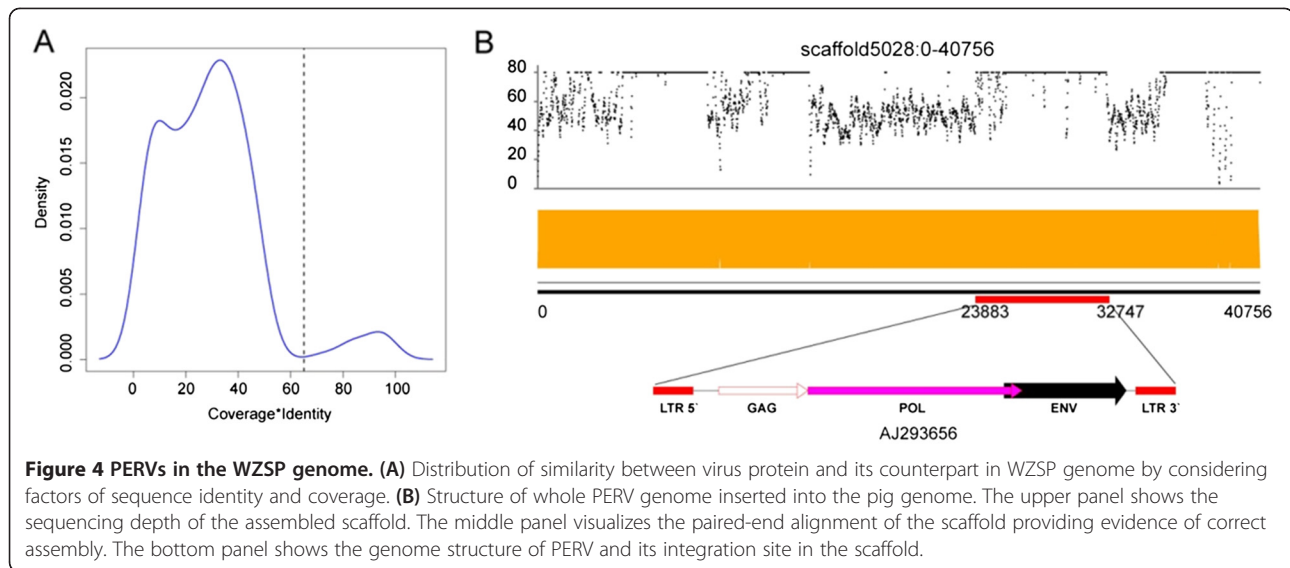 A
0.020
0.015
0.010
0.005
0.000
Density
0 20 40 60 80 100
Coverage*Identity
B
scaffold5028:0-40756
80
60
40
20
0
0 23883 32747 40756
LTR 5` GAG POL ENV LTR 3`
AJ293656
Figure 4 PERVs in the WZSP genome. (A) Distribution of similarity between virus protein and its counterpart in WZSP genome by considering
factors of sequence identity and coverage. (B) Structure of whole PERV genome inserted into the pig genome. The upper panel shows the
sequencing depth of the assembled scaffold. The middle panel visualizes the paired-end alignment of the scaffold providing evidence of correct
assembly. The bottom panel shows the genome structure of PERV and its integration site in the scaffold.